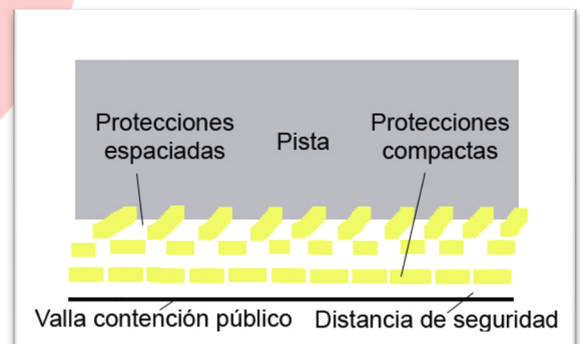 Protecciones
espaciadas
Pista
Protecciones
compactas
Valla contención público
Distancia de seguridad